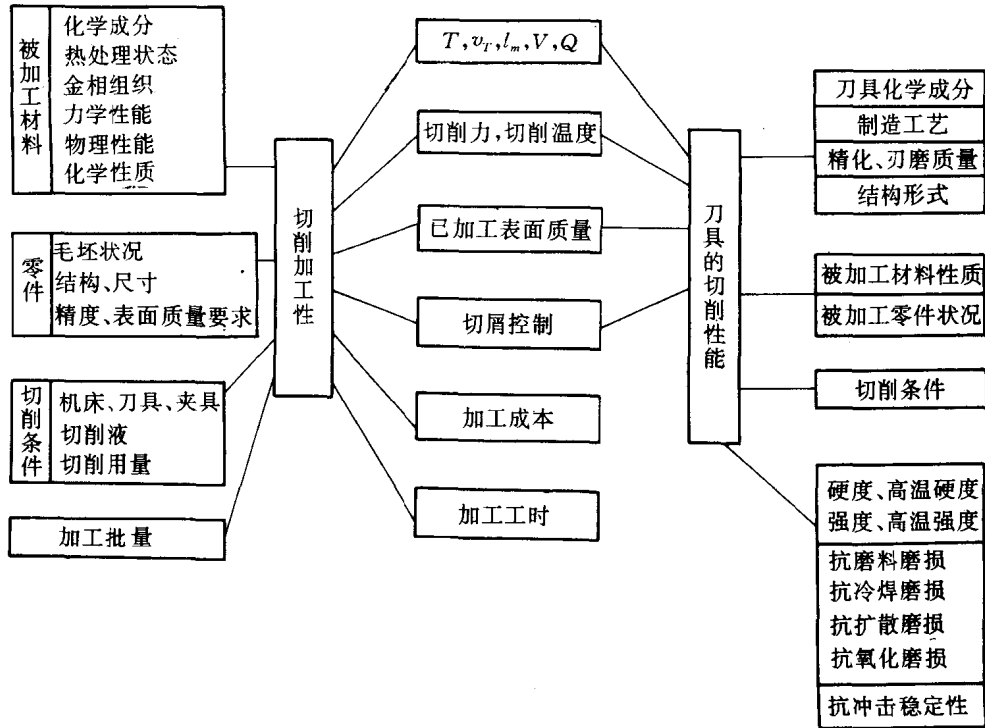 被加工材料
化学成分
热处理状态
金相组织
力学性能
物理性能
化学性质
零件
毛坯状况
结构、尺寸
精度、表面质量要求
切削条件
机床、刀具、夹具
切削液
切削用量
加工批量
切削加工性
T,v_T,l_m,V,Q
切削力,切削温度
已加工表面质量
切屑控制
加工成本
加工工时
刀具的切削性能
刀具化学成分
制造工艺
精化、刃磨质量
结构形式
被加工材料性质
被加工零件状况
切削条件
硬度、高温硬度
强度、高温强度
抗磨料磨损
抗冷焊磨损
抗扩散磨损
抗氧化磨损
抗冲击稳定性